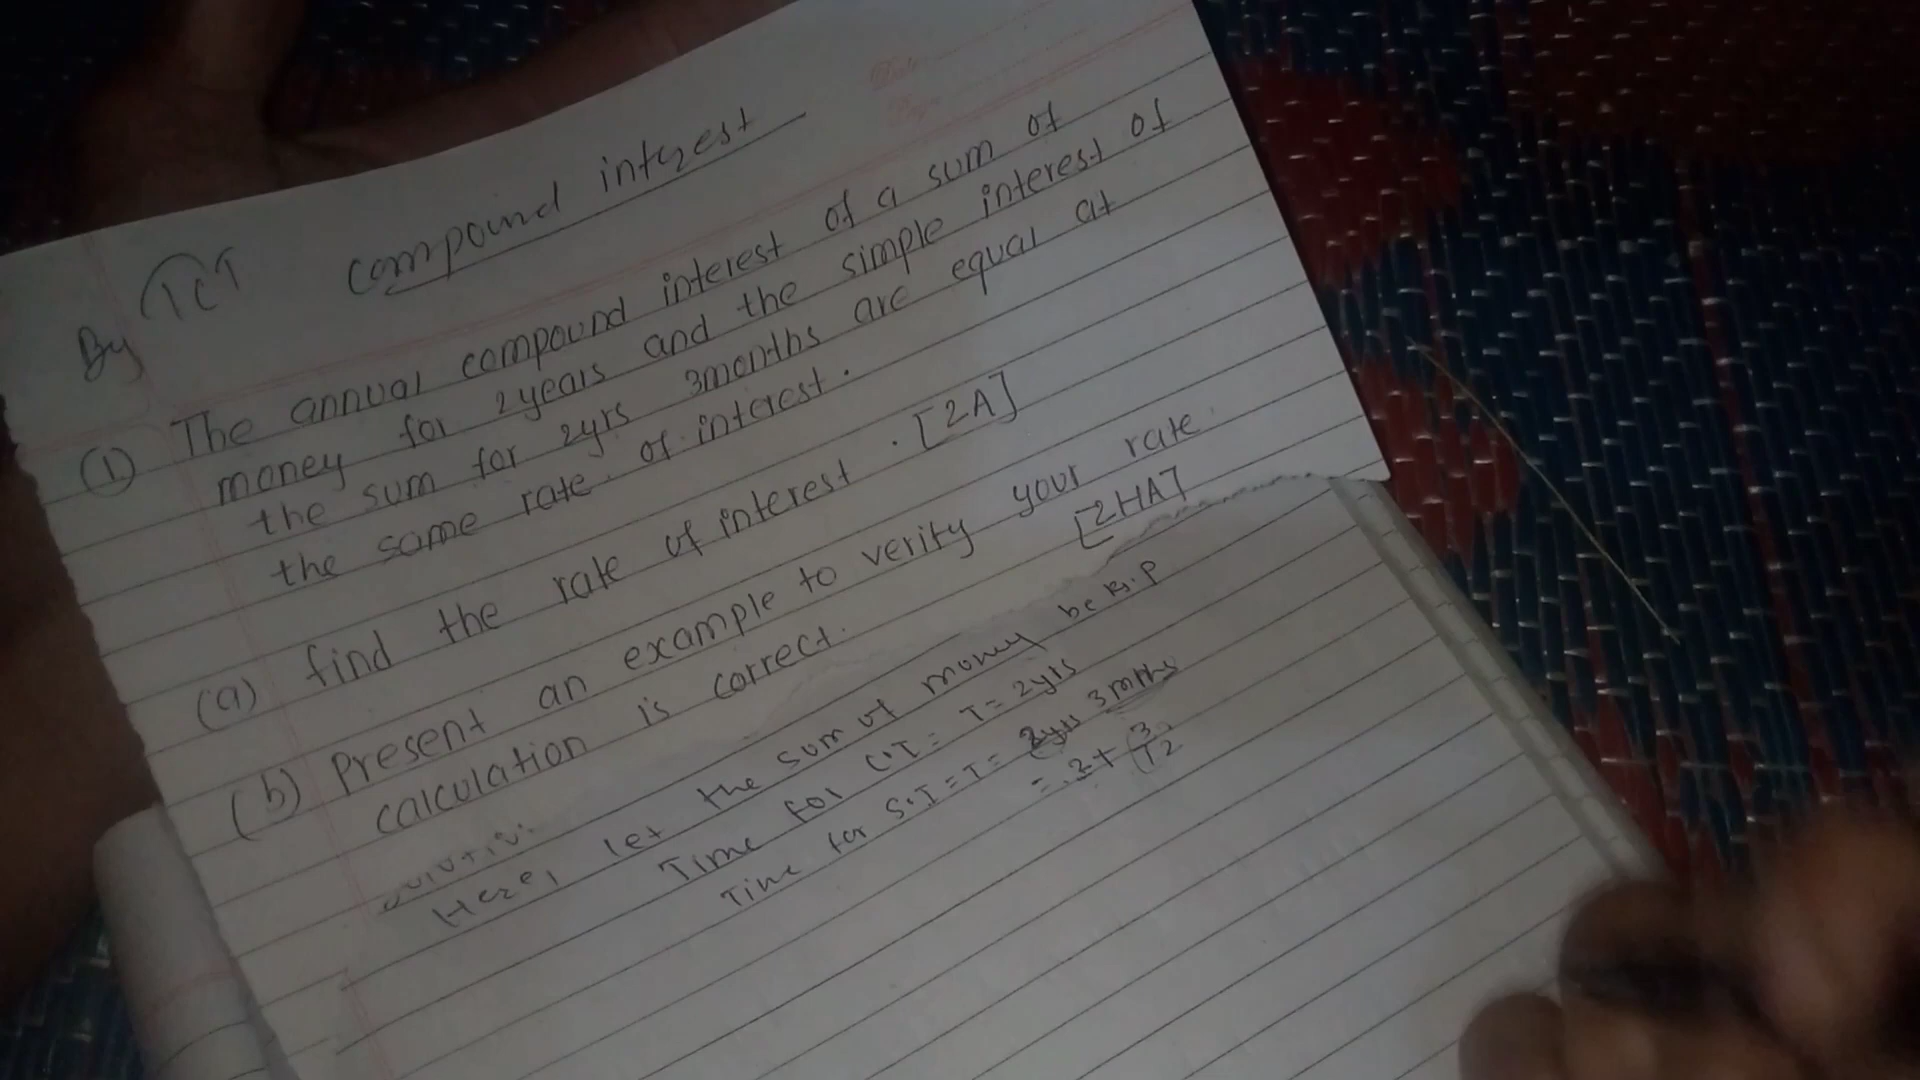 compound interest
By
(1) The annual compound interest of a sum of
money for 2years and the simple interest of
the sum for 2yrs 3months are equal at
the same rate of interest.
(a) find the rate of interest. [2A]
(b) Present an example to verify your rate
calculation is correct. [2HA]
Here, let the sum of money be Rs. P
Time for C.I = T = 2yrs
Time for S.I = T = 2yrs 3mths
= 2 + (3/12